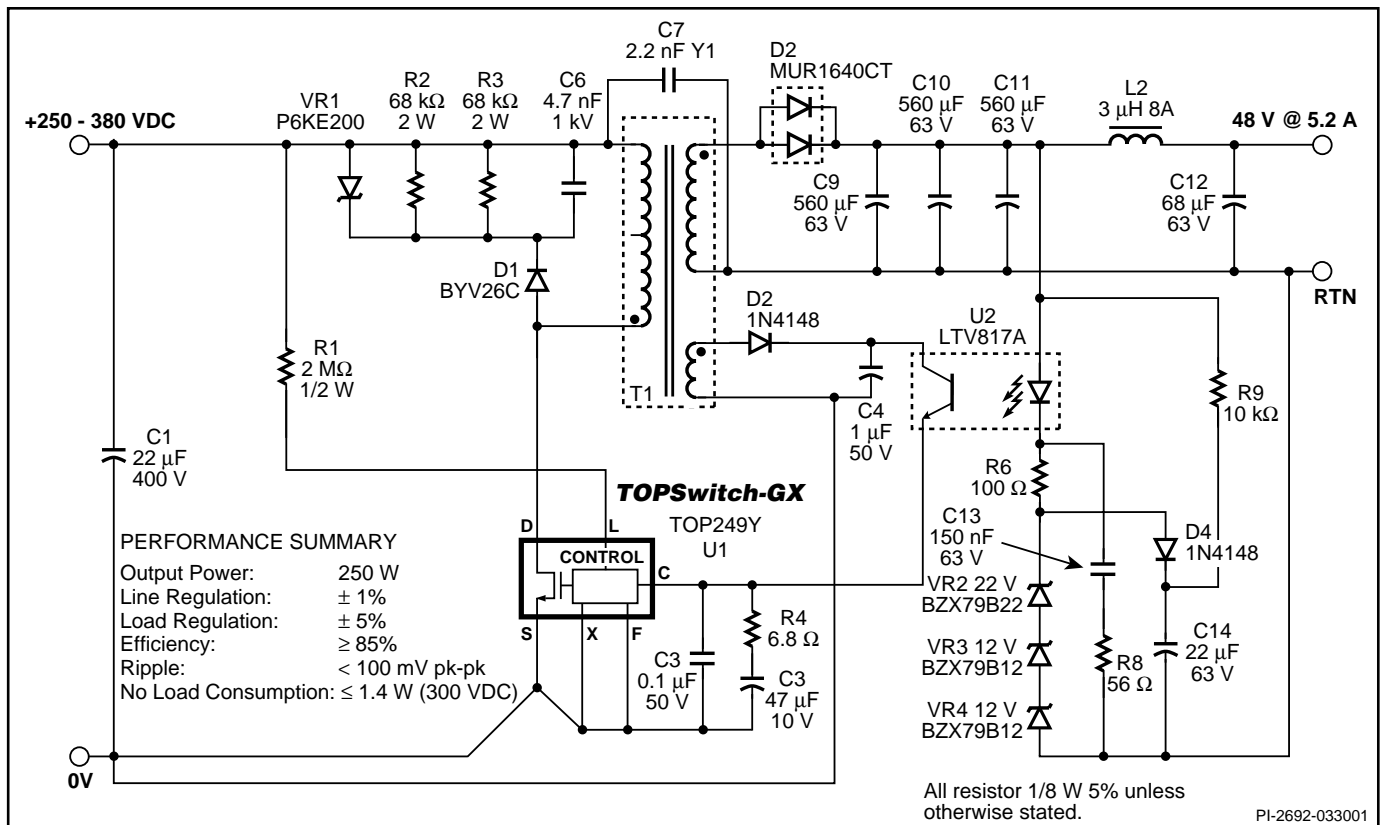 C7
2.2 nF Y1
D2
MUR1640CT
R2
68 kΩ
2 W
R3
68 kΩ
2 W
C6
4.7 nF
1 kV
VR1
P6KE200
C10
560 μF
63 V
C11
560 μF
63 V
L2
3 μH 8A
+250 - 380 VDC
48 V @ 5.2 A
C9
560 μF
63 V
C12
68 μF
63 V
D1
BYV26C
RTN
D2
1N4148
U2
LTV817A
R1
2 MΩ
1/2 W
T1
R9
10 kΩ
C4
1 μF
50 V
C1
22 μF
400 V
R6
100 Ω
TOPSwitch-GX
TOP249Y
U1
D
L
CONTROL
C
S
X
F
C13
150 nF
63 V
D4
1N4148
PERFORMANCE SUMMARY
Output Power: 250 W
Line Regulation: ± 1%
Load Regulation: ± 5%
Efficiency: ≥ 85%
Ripple: < 100 mV pk-pk
No Load Consumption: ≤ 1.4 W (300 VDC)
VR2 22 V
BZX79B22
R4
6.8 Ω
C3
0.1 μF
50 V
C3
47 μF
10 V
VR3 12 V
BZX79B12
R8
56 Ω
C14
22 μF
63 V
VR4 12 V
BZX79B12
0V
All resistor 1/8 W 5% unless
otherwise stated.
PI-2692-033001